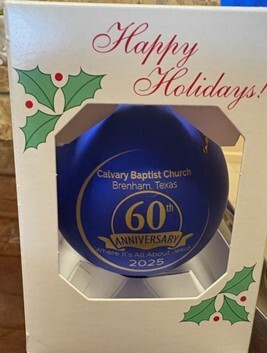 Happy
Holidays!
Calvary Baptist Church
Brenham, Texas
60th
ANNIVERSARY
Where It's All About
2025